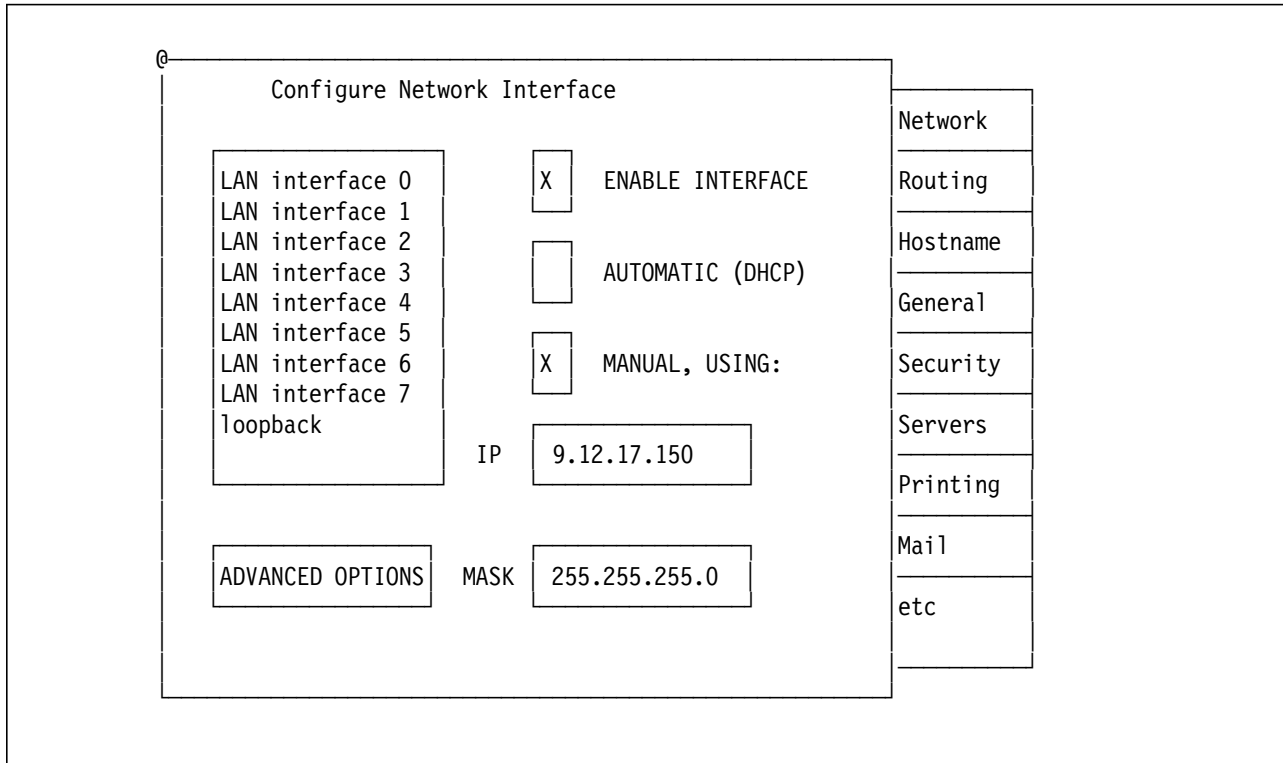 @
Configure Network Interface
Network
LAN interface 0
X
ENABLE INTERFACE
Routing
LAN interface 1
LAN interface 2
Hostname
LAN interface 3
AUTOMATIC (DHCP)
LAN interface 4
General
LAN interface 5
LAN interface 6
X
MANUAL, USING:
Security
LAN interface 7
loopback
Servers
IP
9.12.17.150
Printing
Mail
ADVANCED OPTIONS
MASK
255.255.255.0
etc